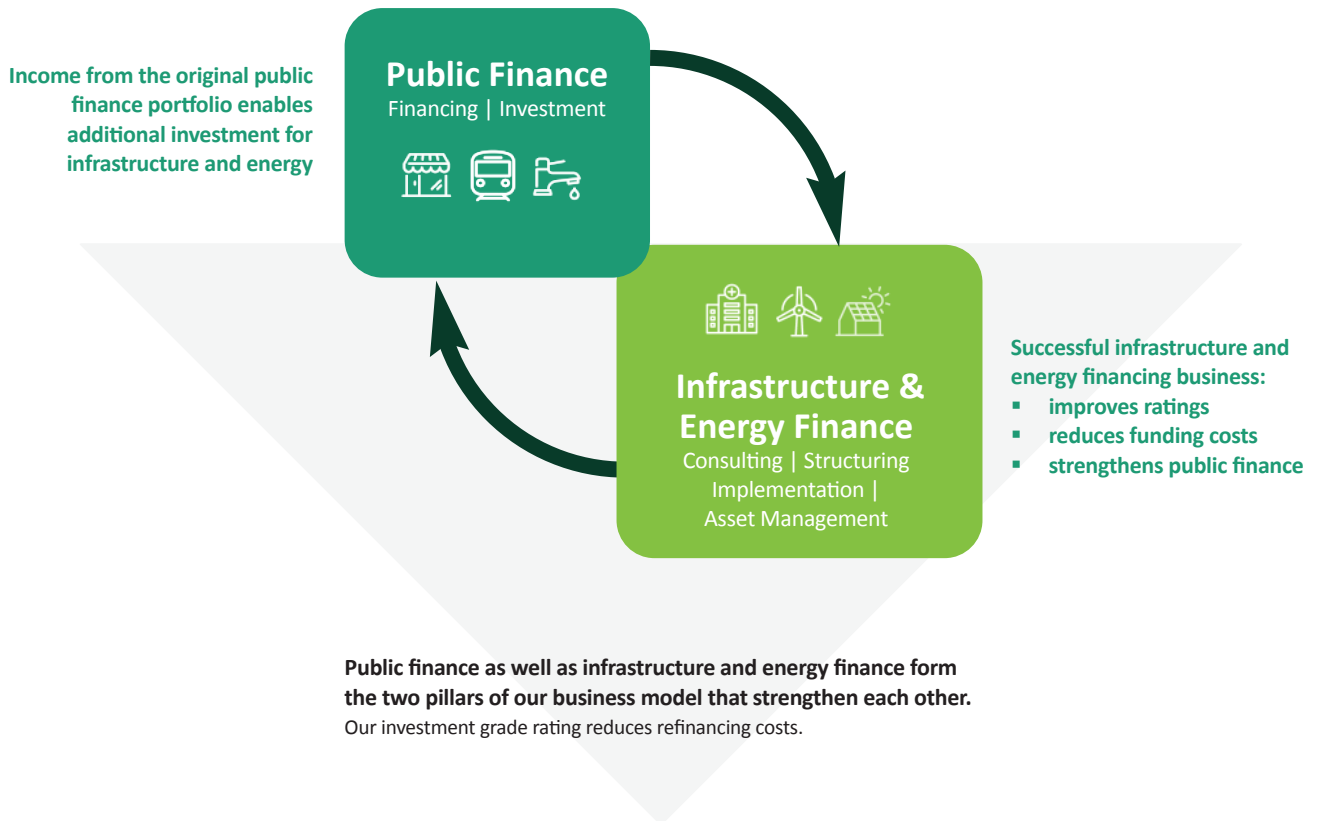 Income from the original public
finance portfolio enables
additional investment for
infrastructure and energy
Public Finance
Financing | Investment
Infrastructure &
Energy Finance
Consulting | Structuring
Implementation |
Asset Management
Successful infrastructure and
energy financing business:
▪ improves ratings
▪ reduces funding costs
▪ strengthens public finance
Public finance as well as infrastructure and energy finance form
the two pillars of our business model that strengthen each other.
Our investment grade rating reduces refinancing costs.